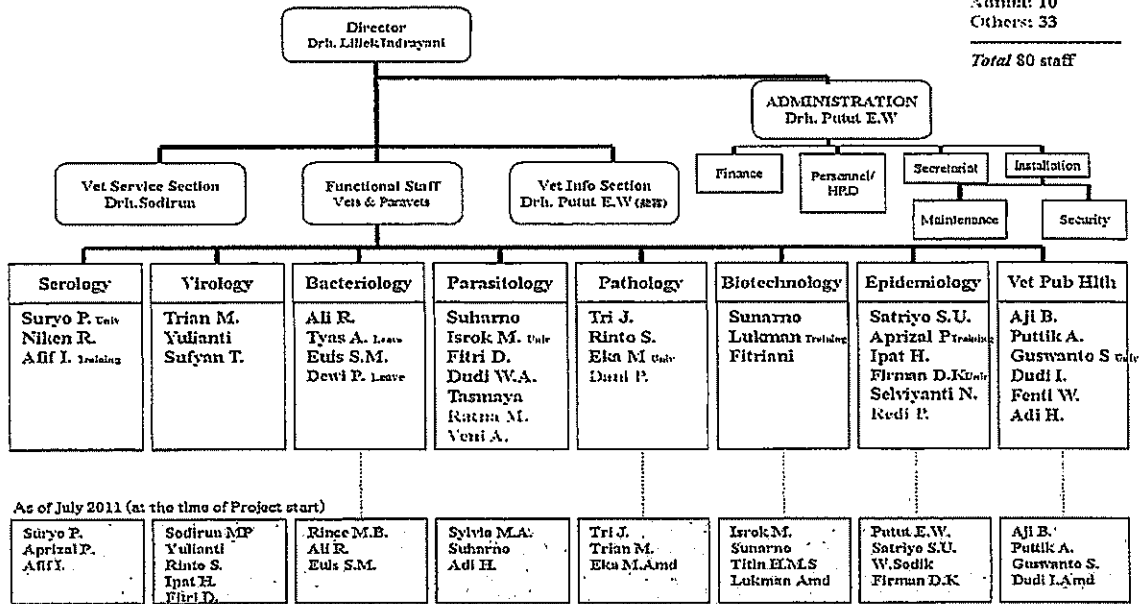 Others: 33
Total 80 staff
Director
Drh. Liliek Indrayani
ADMINISTRATION
Drh. Putut E.W
Vet Service Section
Drh. Sodirun
Functional Staff
Vets & Paravets
Vet Info Section
Drh. Putut E.W
Finance
Personnel/
HRD
Secretariat
Installation
Maintenance
Security
Serology
Suryo P. Univ
Niken R.
Afif I. Training
Virology
Trian M.
Yulianti
Sufyan T.
Bacteriology
Ali R.
Tyas A. Leave
Euis S.M.
Dewi P. Leave
Parasitology
Suharno
Isrok M. Univ
Fitri D.
Dudi W.A.
Tasmaya
Ratna M.
Veni A.
Pathology
Tri J.
Rinto S.
Eka M Univ
Dani P.
Biotechnology
Sunarno
Lukman Training
Fitriani
Epidemiology
Satriyo S.U.
Aprizal P Training
Ipat H.
Firman D.K Univ
Selviyanti N.
Redi P.
Vet Pub Hlth
Aji B.
Puttik A.
Guswanto S Univ
Dudi I.
Fenti W.
Adi H.
As of July 2011 (at the time of Project start)
Suryo P.
Aprizal P.
Afif I.
Sodirun MP
Yulianti
Rinto S.
Ipat H.
Fitri D.
Rince M.B.
Ali R.
Euis S.M.
Sylvia M.A.
Suharno
Adi H.
Tri J.
Trian M.
Eka M.Amd
Isrok M.
Sunarno
Titin H.M.S
Lukman Amd
Putut E.W.
Satriyo S.U.
W.Sodik
Firman D.K
Aji B.
Puttik A.
Guswanto S.
Dudi I.Amd